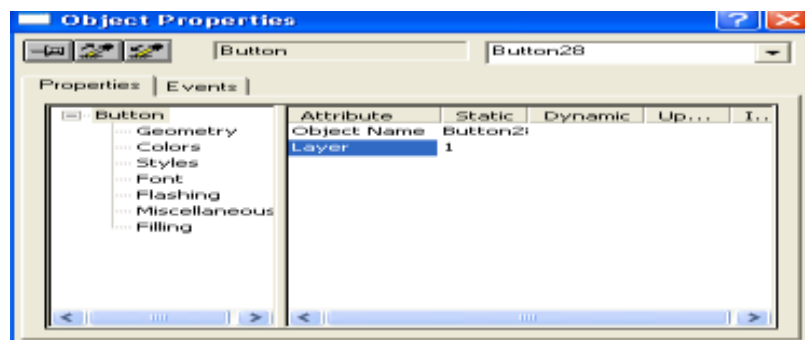 Object Properties
Button Button28
Properties Events
Button Attribute Static Dynamic Up... I..
Geometry Object Name Button2
Colors Layer 1
Styles
Font
Flashing
Miscellaneous
Filling